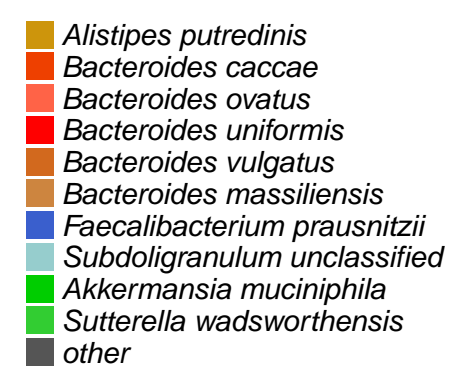 Alistipes putredinis
Bacteroides caccae
Bacteroides ovatus
Bacteroides uniformis
Bacteroides vulgatus
Bacteroides massiliensis
Faecalibacterium prausnitzii
Subdoligranulum unclassified
Akkermansia muciniphila
Sutterella wadsworthensis
other